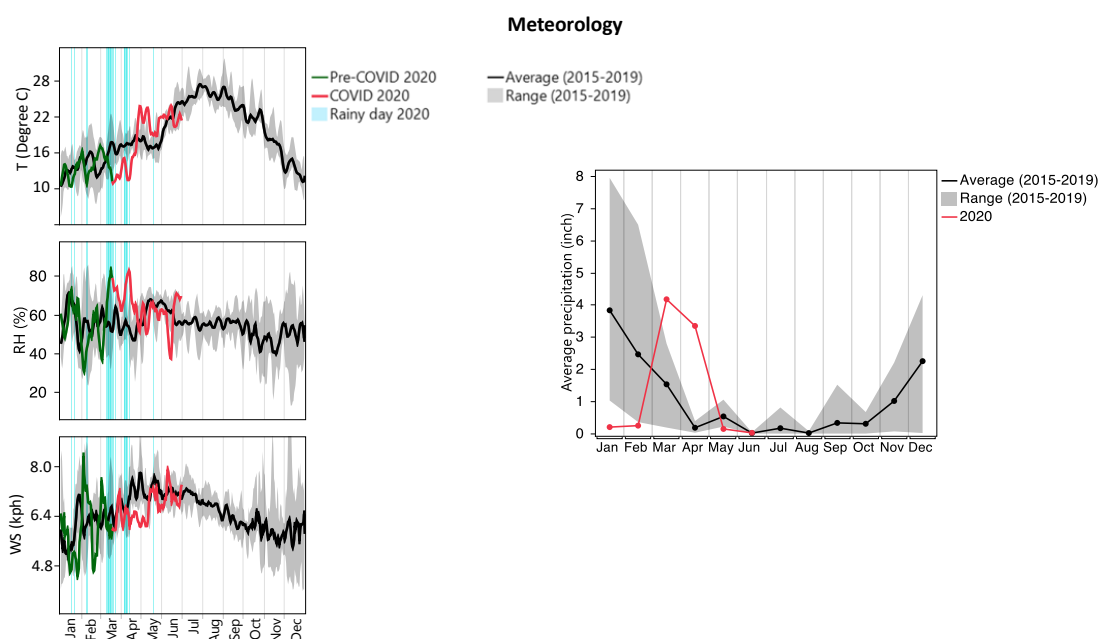 Meteorology
T (Degree C)
28
22
16
10
Pre-COVID 2020
COVID 2020
Rainy day 2020
Average (2015-2019)
Range (2015-2019)
RH (%)
80
60
40
20
WS (kph)
8.0
6.4
4.8
Jan Feb Mar Apr May Jun Jul Aug Sep Oct Nov Dec
Average precipitation (inch)
8
7
6
5
4
3
2
1
0
Jan Feb Mar Apr May Jun Jul Aug Sep Oct Nov Dec
Average (2015-2019)
Range (2015-2019)
2020